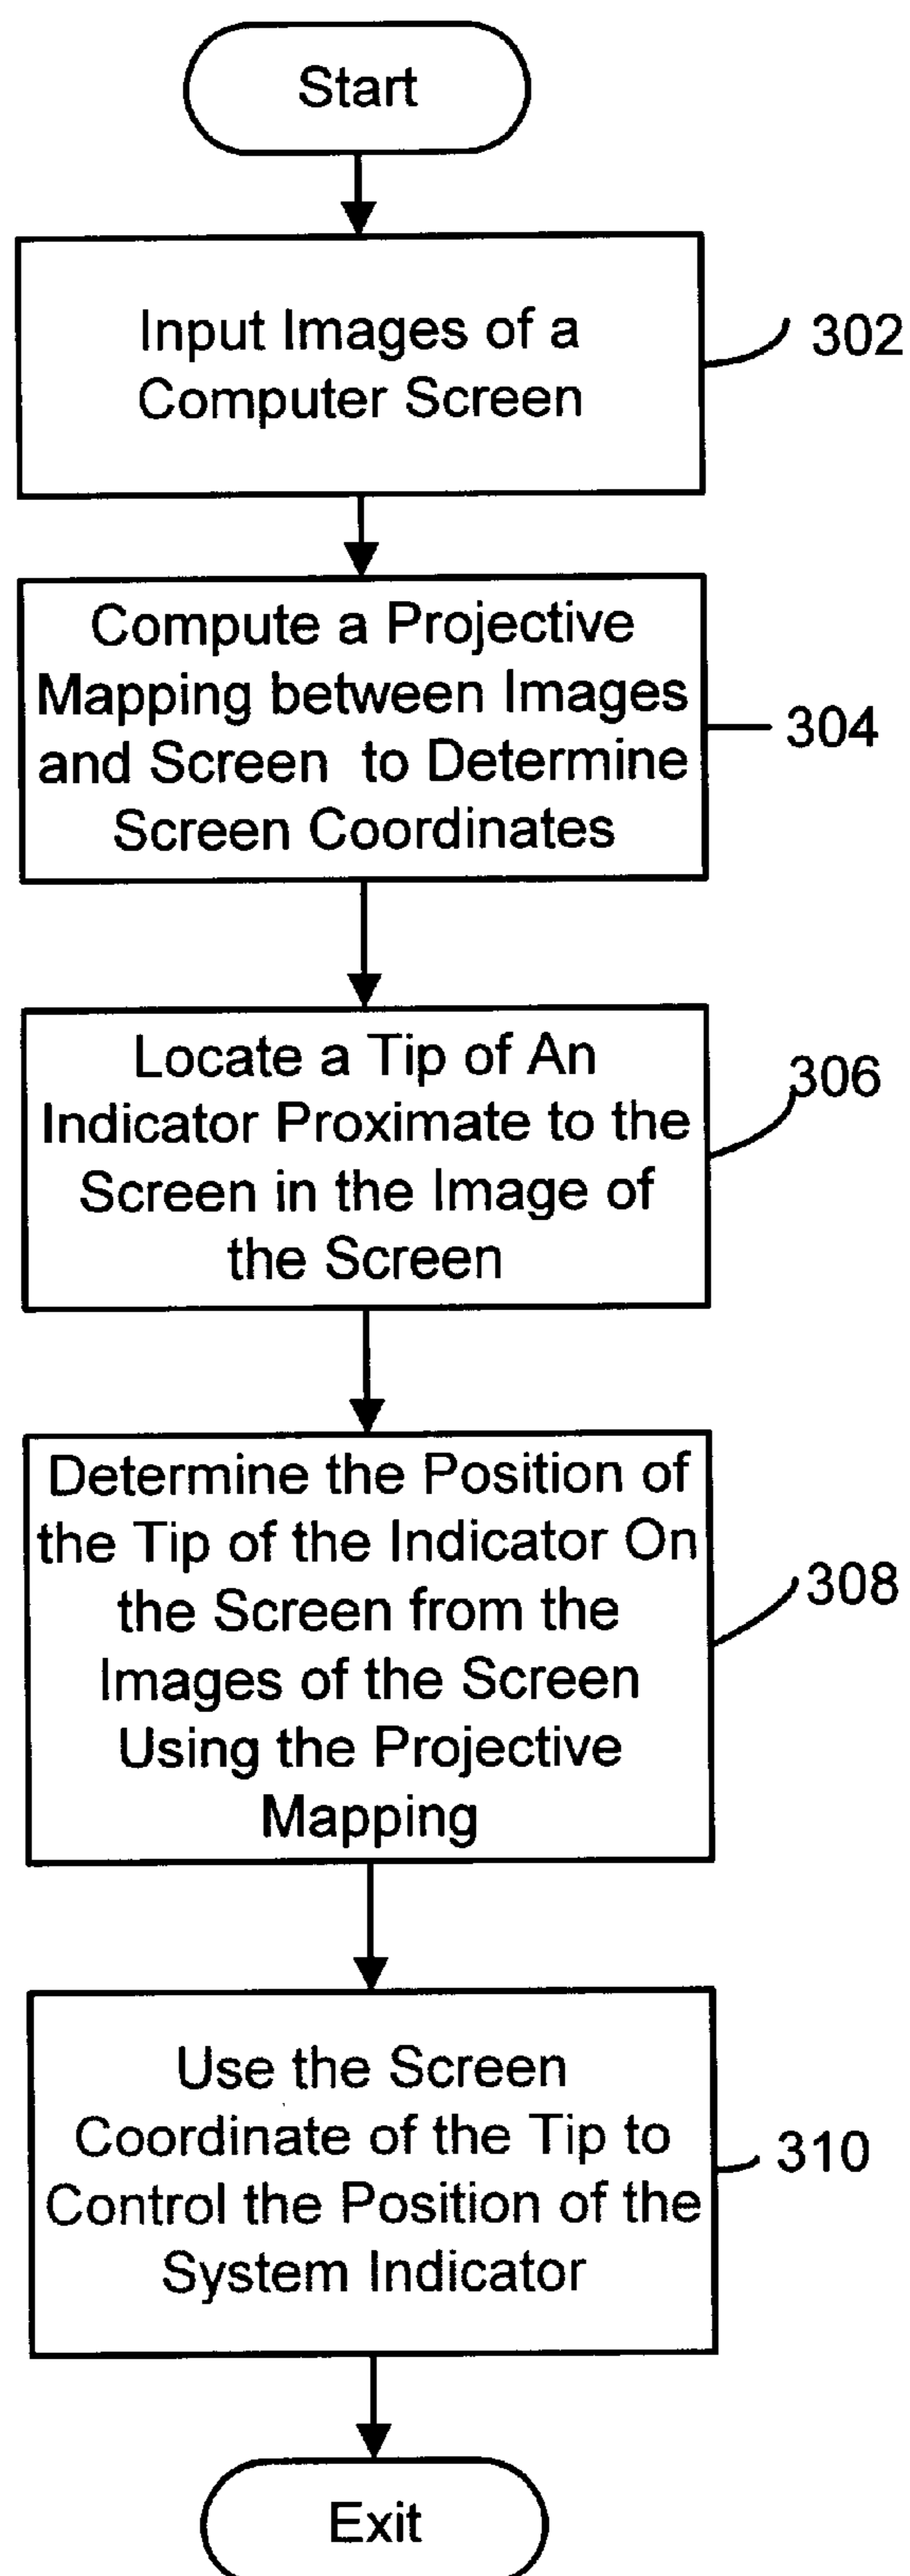 Start
Input Images of a
Computer Screen
302
Compute a Projective
Mapping between Images
and Screen to Determine
Screen Coordinates
304
Locate a Tip of An
Indicator Proximate to the
Screen in the Image of
the Screen
306
Determine the Position of
the Tip of the Indicator On
the Screen from the
Images of the Screen
Using the Projective
Mapping
308
Use the Screen
Coordinate of the Tip to
Control the Position of the
System Indicator
310
Exit